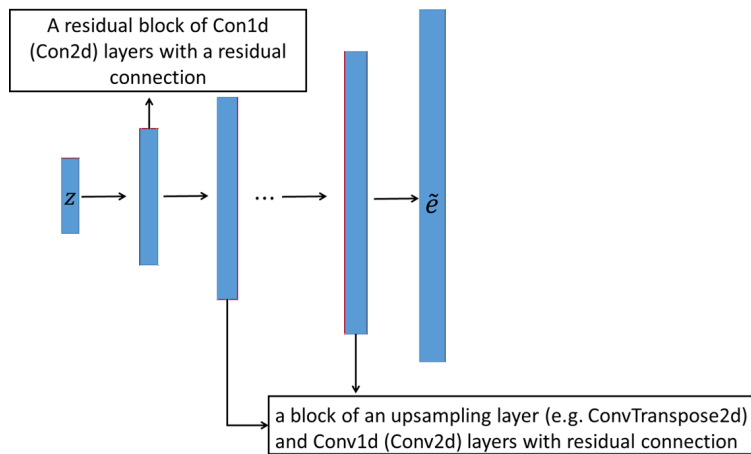 A residual block of Con1d
(Con2d) layers with a residual
connection
z
...
ẽ
a block of an upsampling layer (e.g. ConvTranspose2d)
and Conv1d (Conv2d) layers with residual connection